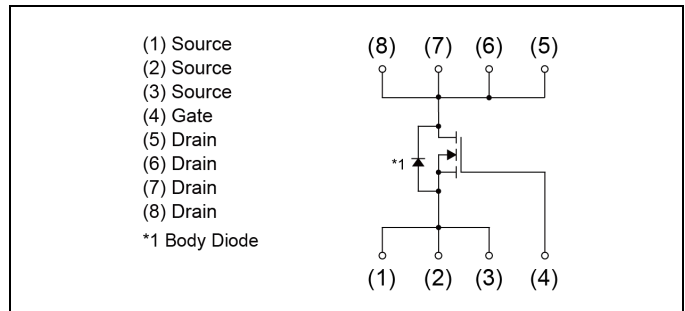 (1) Source
(2) Source
(3) Source
(4) Gate
(5) Drain
(6) Drain
(7) Drain
(8) Drain
*1 Body Diode
(8) (7) (6) (5)
*1
(1) (2) (3) (4)